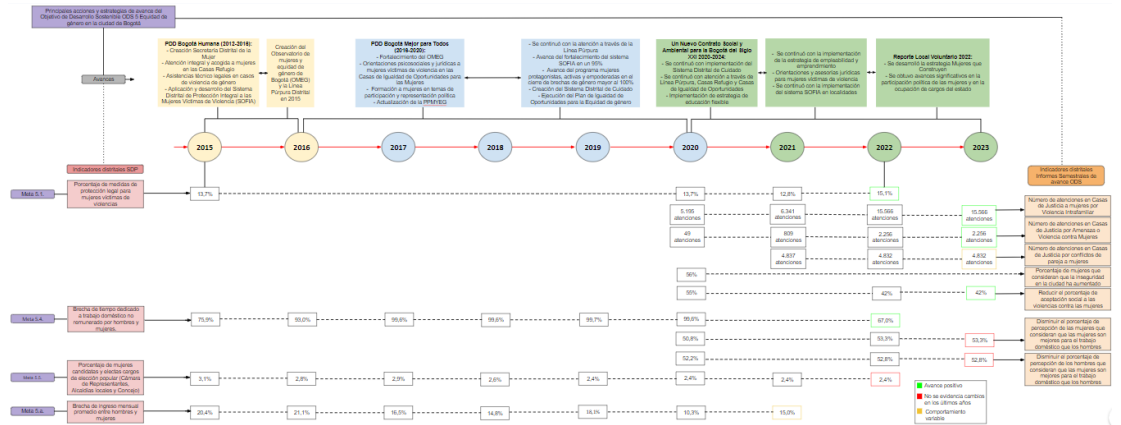 Principales acciones y estrategias de avance del
Objetivo de Desarrollo Sostenible ODS 5 Equidad
de género en la ciudad de Bogotá
Avances
PDD Bogotá Humana (2012-2016):
- Creación Secretaría Distrital de la
Mujer
- Atención integral y acogida a mujeres
en las Casas Refugio
- Asistencias técnico legales en casos
de violencia de género
- Aplicación y desarrollo del Sistema
Distrital de Protección Integral a las
Mujeres Víctimas de Violencia (SOFIA)
Creación del
Observatorio de
mujeres y
equidad de
género de
Bogotá (OMEG)
y la Línea
Púrpura Distrital
en 2015
PDD Bogotá Mejor para Todos
(2016-2020):
- Fortalecimiento del OMEG
- Orientaciones psicosociales y jurídicas a
mujeres víctimas de violencia en las
Casas de Igualdad de Oportunidades para
las Mujeres
- Formación a mujeres en temas de
participación y representación política
- Actualización de la PPMYEG
- Se continuó con la atención a través de la
Línea Púrpura
- Avance del fortalecimiento del sistema
SOFIA en un 95%
- Avance del programa mujeres
protagonistas, activas y empoderadas en el
cierre de brechas de género mayor al 100%
- Creación del Sistema Distrital de Cuidado
- Ejecución del Plan de Igualdad de
Oportunidades para la Equidad de género
Un Nuevo Contrato Social y
Ambiental para la Bogotá del Siglo
XXI 2020-2024:
- Se continuó con implementación del
Sistema Distrital de Cuidado
- Se continuó con atención a través de
Línea Púrpura, Casas Refugio y Casas
de Igualdad de Oportunidades
- Implementación de estrategia de
educación flexible
- Se continuó con la implementación
de la estrategia de empleabilidad y
emprendimiento
- Orientaciones y asesorías jurídicas
para mujeres víctimas de violencia
- Se continuó con la implementación
del sistema SOFIA en localidades
Reporte Local Voluntario 2022:
- Se desarrolló la estrategia Mujeres que
Construyen
- Se obtuvo avances significativos en la
participación política de las mujeres y en la
ocupación de cargos del estado
2015
2016
2017
2018
2019
2020
2021
2022
2023
Indicadores distritales SDP
Indicadores distritales
Informes Semestrales de
avance ODS
Meta 5.1.
Porcentaje de medidas de
protección legal para
mujeres víctimas de
violencias
13,7%
13,7%
12,8%
15,1%
5.195
atenciones
6.341
atenciones
15.566
atenciones
15.566
atenciones
Número de atenciones en Casas
de Justicia a mujeres por
Violencia Intrafamiliar
49
atenciones
809
atenciones
2.256
atenciones
2.256
atenciones
Número de atenciones en Casas
de Justicia por Amenaza o
Violencia contra Mujeres
4.837
atenciones
4.832
atenciones
4.832
atenciones
Número de atenciones en Casas
de Justicia por conflictos de
pareja a mujeres
56%
Porcentaje de mujeres que
consideran que la inseguridad
en la ciudad ha aumentado
55%
42%
42%
Reducir el porcentaje de
aceptación social a las
violencias contra las mujeres
Meta 5.4.
Brecha de tiempo dedicado
a trabajo doméstico no
remunerado por hombres y
mujeres.
75,9%
93,0%
99,6%
99,6%
99,7%
99,6%
67,0%
50,8%
53,3%
53,3%
Disminuir el porcentaje de
percepción de las mujeres que
consideran que las mujeres son
mejores para el trabajo
doméstico que los hombres
52,2%
52,8%
52,8%
Disminuir el porcentaje de
percepción de los hombres que
consideran que las mujeres son
mejores para el trabajo
doméstico que los hombres
Porcentaje de mujeres
candidatas y electas cargos
de elección popular (Cámara
de Representantes,
Alcaldías locales y Concejo)
3,1%
2,8%
2,9%
2,6%
2,4%
2,4%
2,4%
2,4%
Meta 5.a.
Brecha de ingreso mensual
promedio entre hombres y
mujeres
20,4%
21,1%
16,5%
14,8%
10,3%
15,0%
Avance positivo
No se evidencia cambios
en los últimos años
Comportamiento
variable